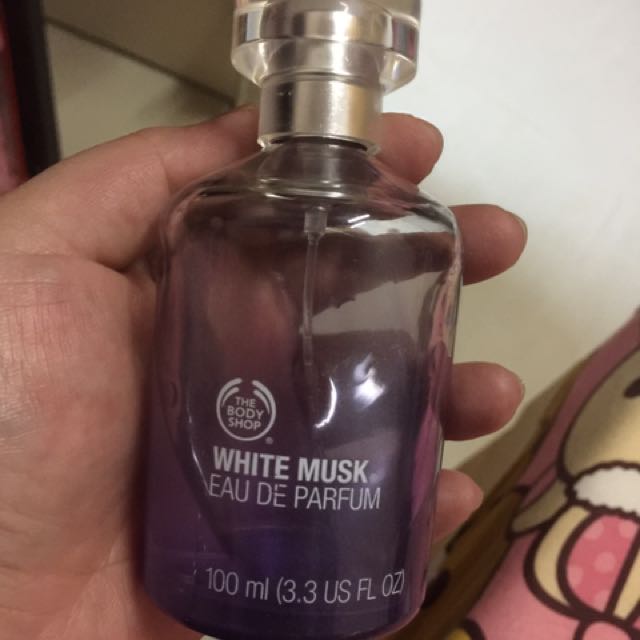 THE
BODY
SHOP
®
WHITE MUSK
EAU DE PARFUM
100 ml (3.3 US FL OZ)